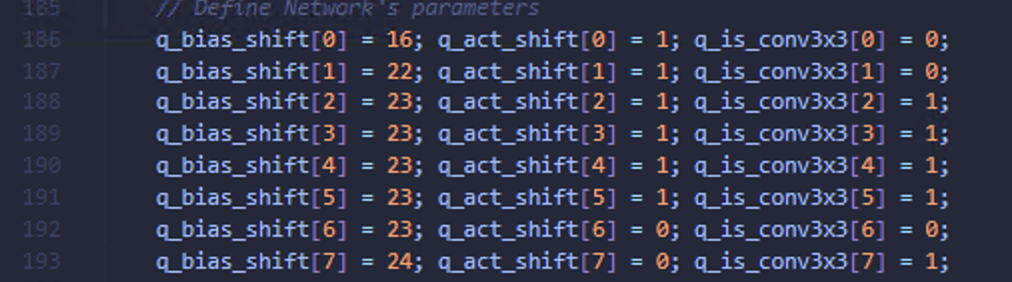 185 // Define Network's parameters
186 q_bias_shift[0] = 16; q_act_shift[0] = 1; q_is_conv3x3[0] = 0;
187 q_bias_shift[1] = 22; q_act_shift[1] = 1; q_is_conv3x3[1] = 0;
188 q_bias_shift[2] = 23; q_act_shift[2] = 1; q_is_conv3x3[2] = 1;
189 q_bias_shift[3] = 23; q_act_shift[3] = 1; q_is_conv3x3[3] = 1;
190 q_bias_shift[4] = 23; q_act_shift[4] = 1; q_is_conv3x3[4] = 1;
191 q_bias_shift[5] = 23; q_act_shift[5] = 1; q_is_conv3x3[5] = 1;
192 q_bias_shift[6] = 23; q_act_shift[6] = 0; q_is_conv3x3[6] = 0;
193 q_bias_shift[7] = 24; q_act_shift[7] = 0; q_is_conv3x3[7] = 1;